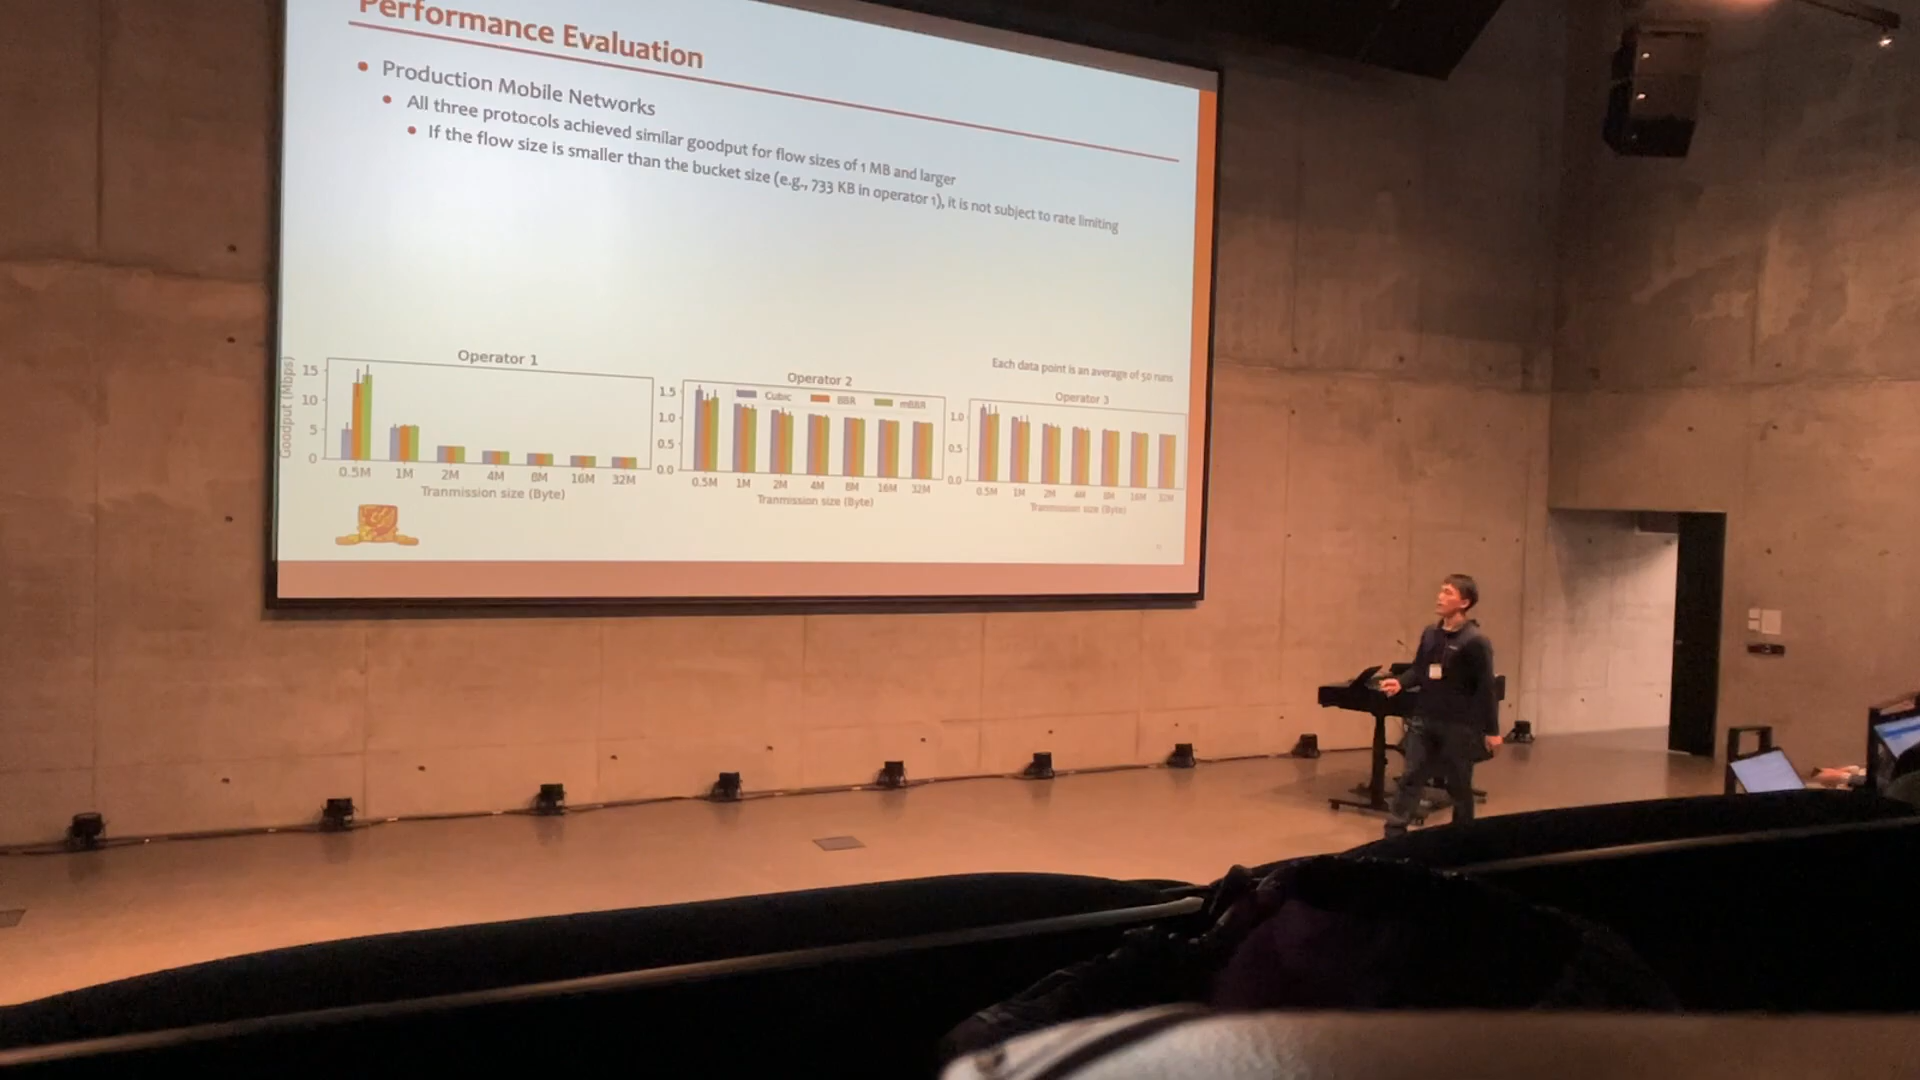 Performance Evaluation
Production Mobile Networks
All three protocols achieved similar goodput for flow sizes of 1 MB and larger
If the flow size is smaller than the bucket size (e.g., 733 KB in operator 1), it is not subject to rate limiting
Each data point is an average of 50 runs
Operator 1
Goodput (Mbps)
15
10
5
0
0.5M 1M 2M 4M 8M 16M 32M
Tranmission size (Byte)
Operator 2
Cubic BBR mBBR
1.5
1.0
0.5
0.0
0.5M 1M 2M 4M 8M 16M 32M
Tranmission size (Byte)
Operator 3
1.0
0.5
0.0
0.5M 1M 2M 4M 8M 16M 32M
Tranmission size (Byte)